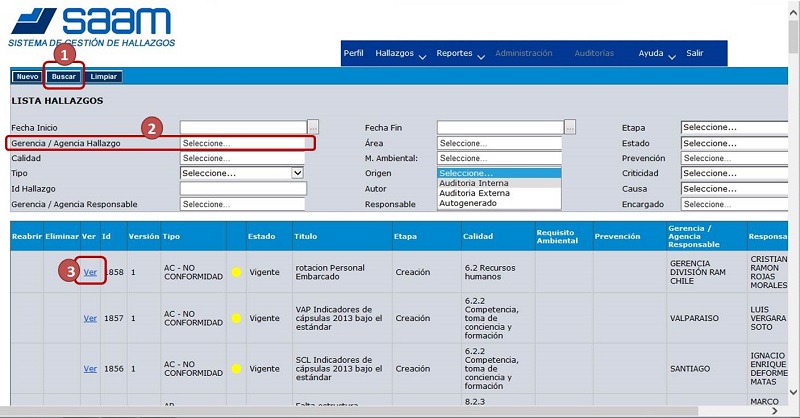 saam
SISTEMA DE GESTIÓN DE HALLAZGOS
1
Perfil Hallazgos Reportes Administración Auditorías Ayuda Salir
Nuevo Buscar Limpiar
LISTA HALLAZGOS
2
Fecha Inicio ... Fecha Fin ... Etapa Seleccione...
Gerencia / Agencia Hallazgo Seleccione... Área Seleccione... Estado Seleccione...
Calidad Seleccione... M. Ambiental: Seleccione... Prevención Seleccione...
Tipo Seleccione... Origen Seleccione... Criticidad Seleccione...
Auditoria Interna
Id Hallazgo Autor Auditoria Externa Causa Seleccione...
Gerencia / Agencia Responsable Seleccione... Responsable Autogenerado Encargado Seleccione...
Reabrir Eliminar Ver Id Versión Tipo Estado Titulo Etapa Calidad Requisito Ambiental Prevención Gerencia / Agencia Responsable Responsa
3
Ver 1858 1 AC - NO CONFORMIDAD Vigente rotacion Personal Embarcado Creación 6.2 Recursos humanos GERENCIA DIVISIÓN RAM CHILE CRISTIAN RAMON ROJAS MORALES
Ver 1857 1 AC - NO CONFORMIDAD Vigente VAP Indicadores de cápsulas 2013 bajo el estándar Creación 6.2.2 Competencia, toma de conciencia y formación VALPARAISO LUIS VERGARA SOTO
Ver 1856 1 AC - NO CONFORMIDAD Vigente SCL Indicadores de cápsulas 2013 bajo el estándar Creación 6.2.2 Competencia, toma de conciencia y formación SANTIAGO IGNACIO ENRIQUE DEFORME MATAS
8.2.3 MARCO